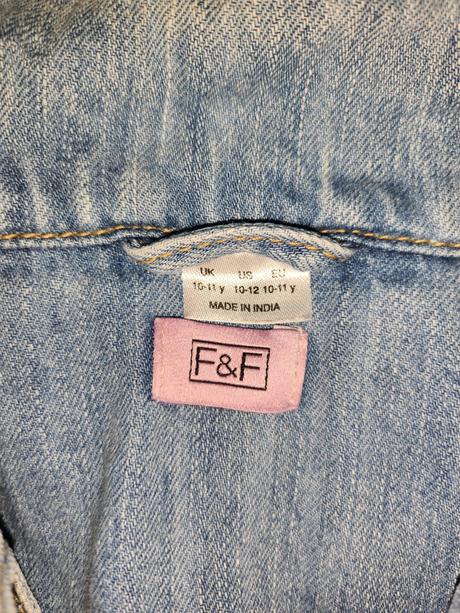 UK US EU
10-11 y 10-12 10-11 y
MADE IN INDIA
F&F